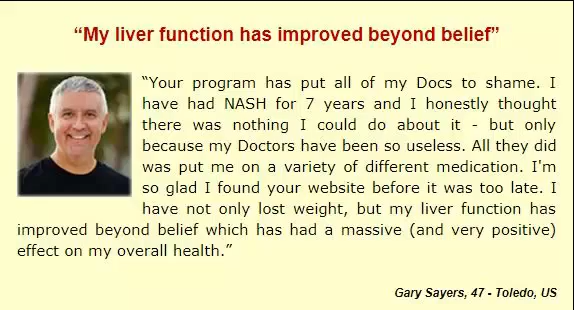 “My liver function has improved beyond belief”
“Your program has put all of my Docs to shame. I
have had NASH for 7 years and I honestly thought
there was nothing I could do about it - but only
because my Doctors have been so useless. All they did
was put me on a variety of different medication. I'm
so glad I found your website before it was too late. I
have not only lost weight, but my liver function has
improved beyond belief which has had a massive (and very positive)
effect on my overall health.”
Gary Sayers, 47 - Toledo, US